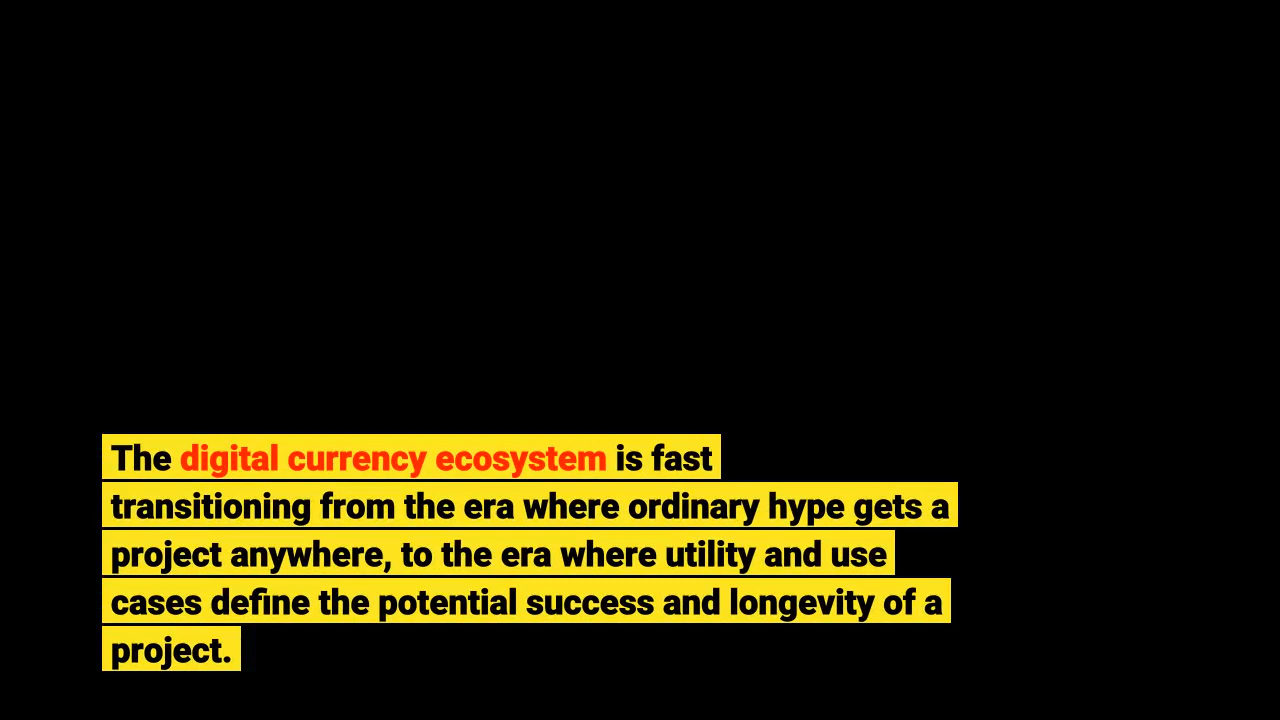 The digital currency ecosystem is fast
transitioning from the era where ordinary hype gets a
project anywhere, to the era where utility and use
cases define the potential success and longevity of a
project.